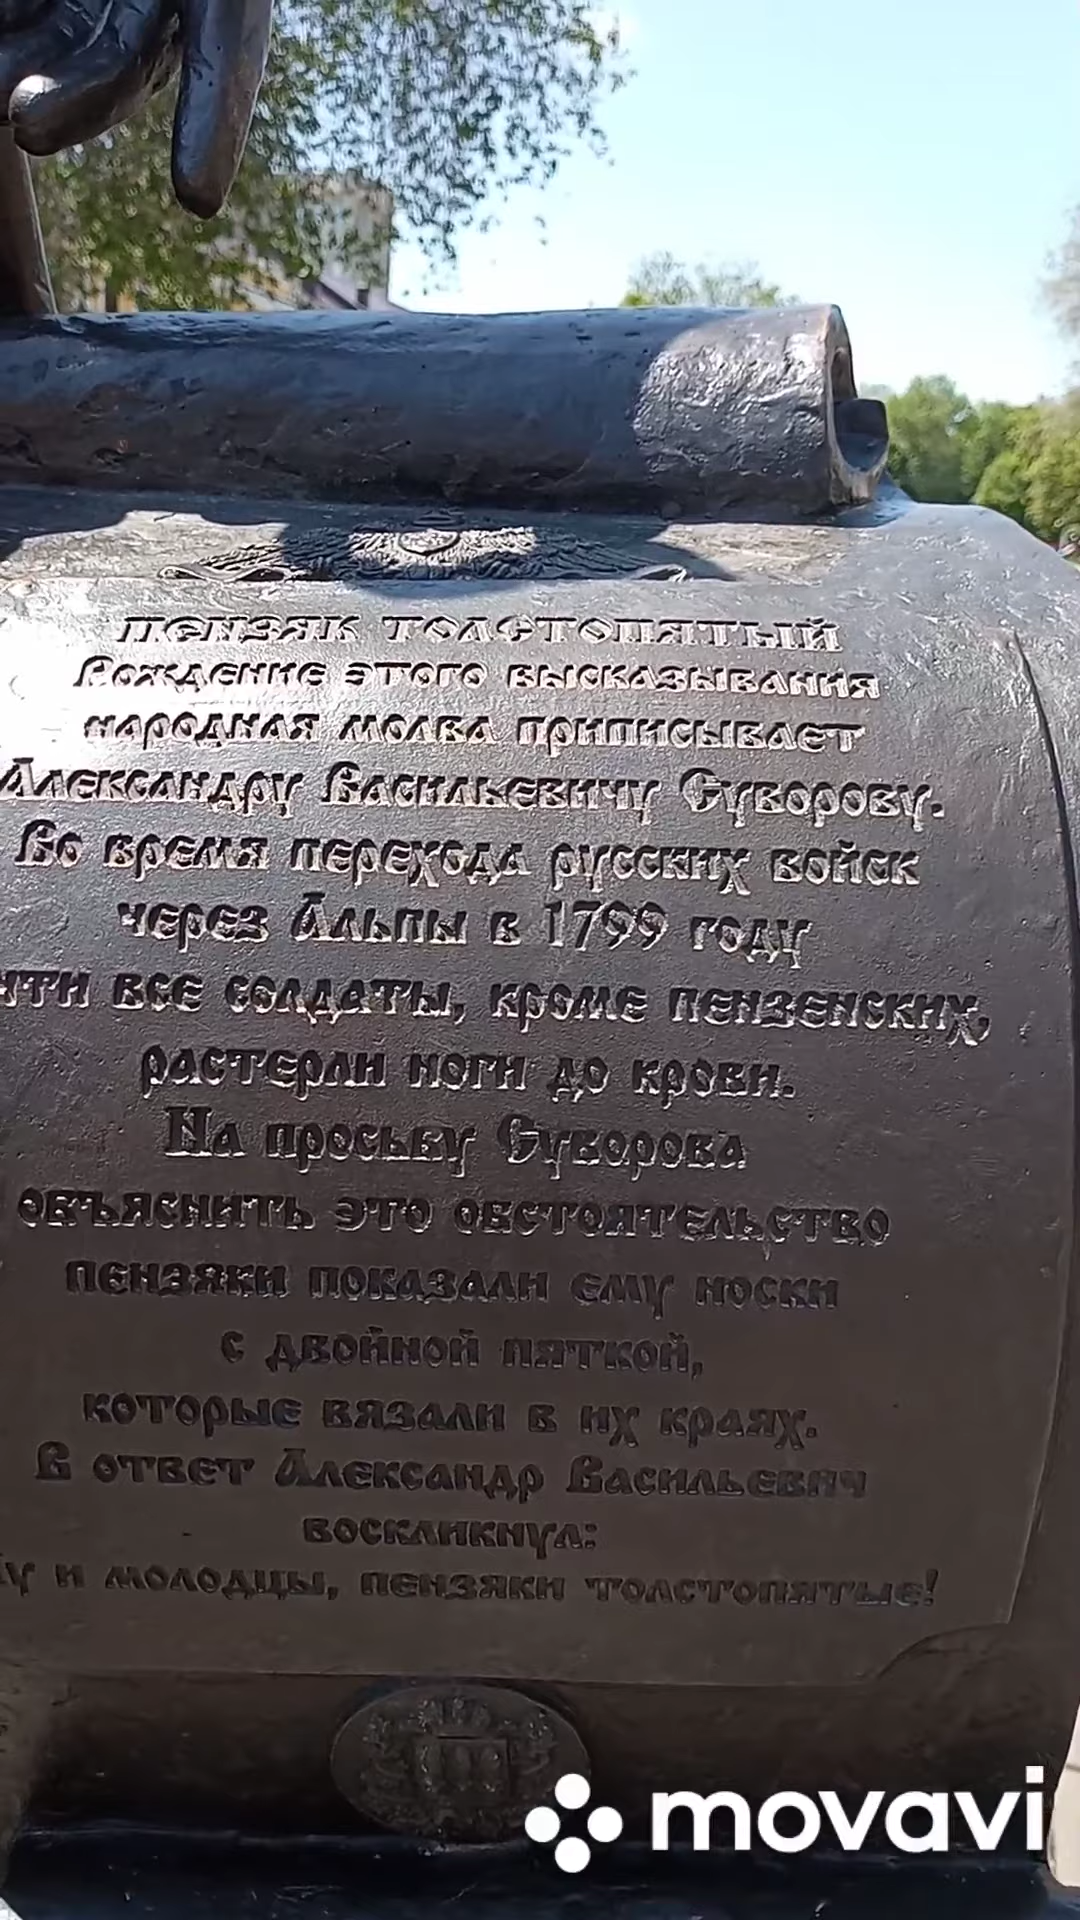 ПЕНЗЯК ТОЛСТОПЯТЫЙ
Рождение этого высказывания
народная молва приписывает
Александру Васильевичу Суворову.
Во время перехода русских войск
через Альпы в 1799 году
чти все солдаты, кроме пензенских,
растерли ноги до крови.
На просьбу Суворова
объяснить это обстоятельство
пензяки показали ему носки
с двойной пяткой,
которые вязали в их краях.
В ответ Александр Васильевич
воскликнул:
Ну и молодцы, пензяки толстопятые!
movavi